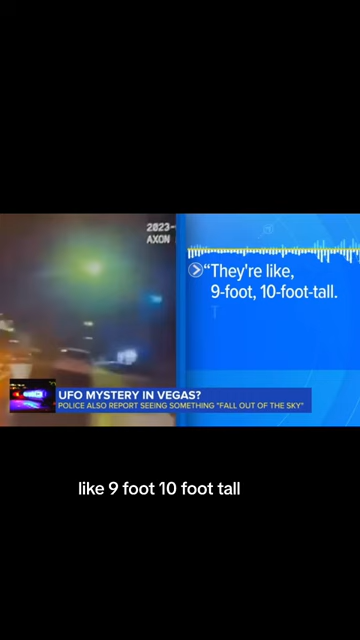 2023-
AXON
"They're like,
9-foot, 10-foot-tall.
UFO MYSTERY IN VEGAS?
POLICE ALSO REPORT SEEING SOMETHING "FALL OUT OF THE SKY"
like 9 foot 10 foot tall